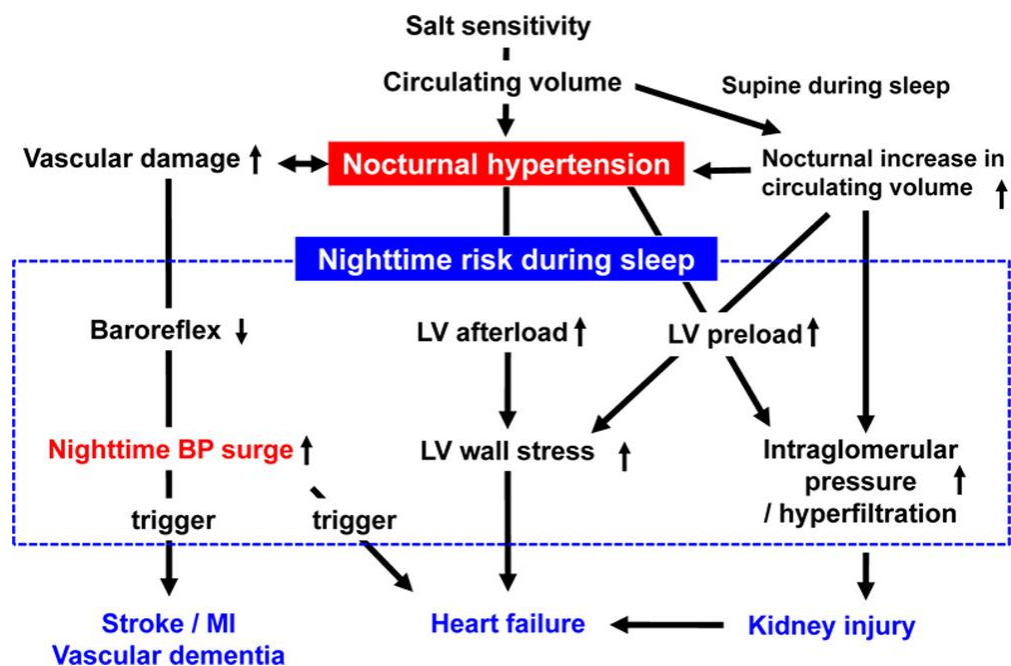 Salt sensitivity
Circulating volume
Supine during sleep
Vascular damage
Nocturnal hypertension
Nocturnal increase in
circulating volume
Nighttime risk during sleep
Baroreflex
LV afterload
LV preload
Nighttime BP surge
LV wall stress
Intraglomerular
pressure
/ hyperfiltration
trigger
trigger
Stroke / MI
Vascular dementia
Heart failure
Kidney injury